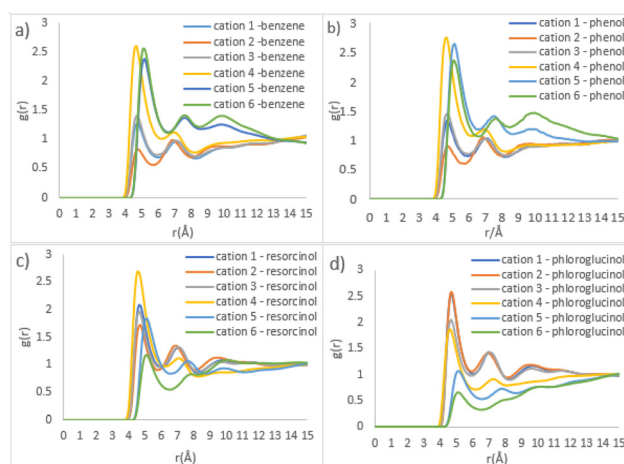 a)
g(r)
3
2.5
2
1.5
1
0.5
0
cation 1 -benzene
cation 2 -benzene
cation 3 -benzene
cation 4 -benzene
cation 5 -benzene
cation 6 -benzene
0 1 2 3 4 5 6 7 8 9 10 11 12 13 14 15
r(Å)
b)
g(r)
3
2.5
2
1.5
1
0.5
0
cation 1 - phenol
cation 2 - phenol
cation 3 - phenol
cation 4 - phenol
cation 5 - phenol
cation 6 - phenol
0 1 2 3 4 5 6 7 8 9 10 11 12 13 14 15
r/Å
c)
g(r)
3
2.5
2
1.5
1
0.5
0
cation 1 - resorcinol
cation 2 - resorcinol
cation 3 - resorcinol
cation 4 - resorcinol
cation 5 - resorcinol
cation 6 - resorcinol
0 1 2 3 4 5 6 7 8 9 10 11 12 13 14 15
r(Å)
d)
g(r)
3
2.5
2
1.5
1
0.5
0
cation 1 - phloroglucinol
cation 2 - phloroglucinol
cation 3 - phloroglucinol
cation 4 - phloroglucinol
cation 5 - phloroglucinol
cation 6 - phloroglucinol
0 1 2 3 4 5 6 7 8 9 10 11 12 13 14 15
r(Å)